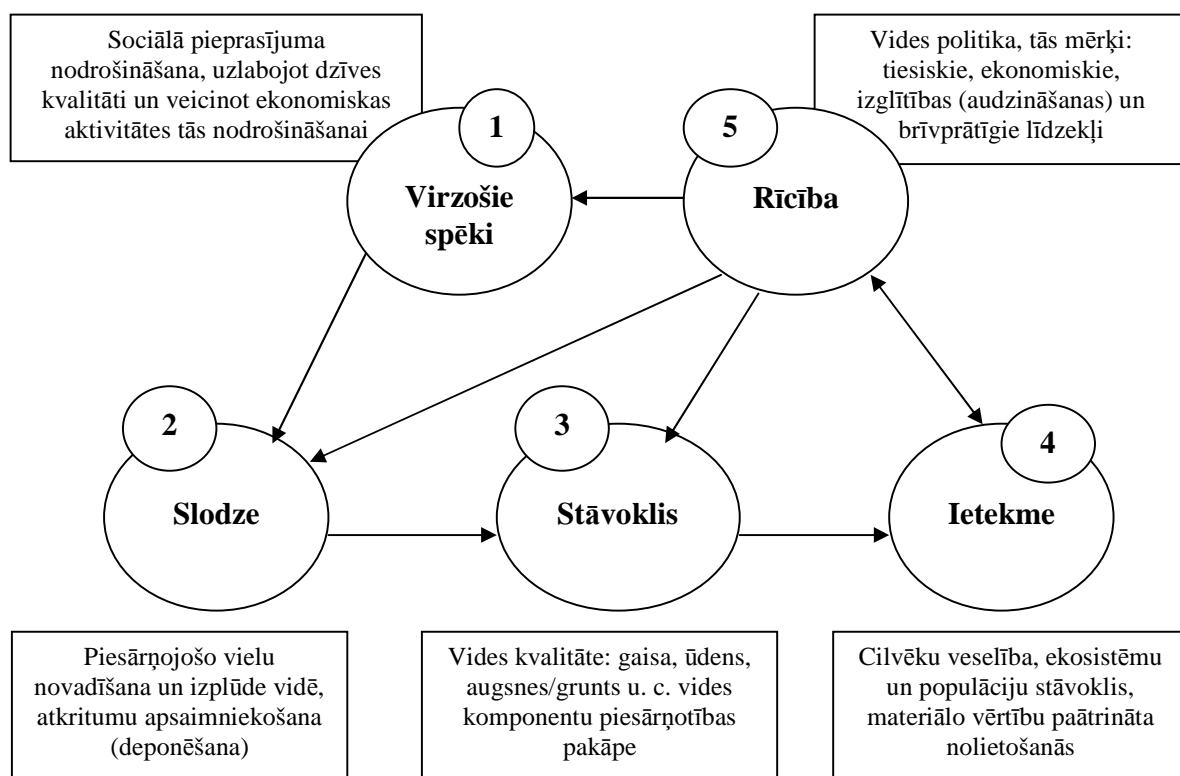 Sociālā pieprasījuma
nodrošināšana, uzlabojot dzīves
kvalitāti un veicinot ekonomiskas
aktivitātes tās nodrošināšanai
Vides politika, tās mērķi:
tiesiskie, ekonomiskie,
izglītības (audzināšanas) un
brīvprātīgie līdzekļi
1
Virzošie
spēki
5
Rīcība
2
Slodze
3
Stāvoklis
4
Ietekme
Piesārņojošo vielu
novadīšana un izplūde vidē,
atkritumu apsaimniekošana
(deponēšana)
Vides kvalitāte: gaisa, ūdens,
augsnes/grunts u. c. vides
komponentu piesārņotības
pakāpe
Cilvēku veselība, ekosistēmu
un populāciju stāvoklis,
materiālo vērtību paātrināta
nolietošanās